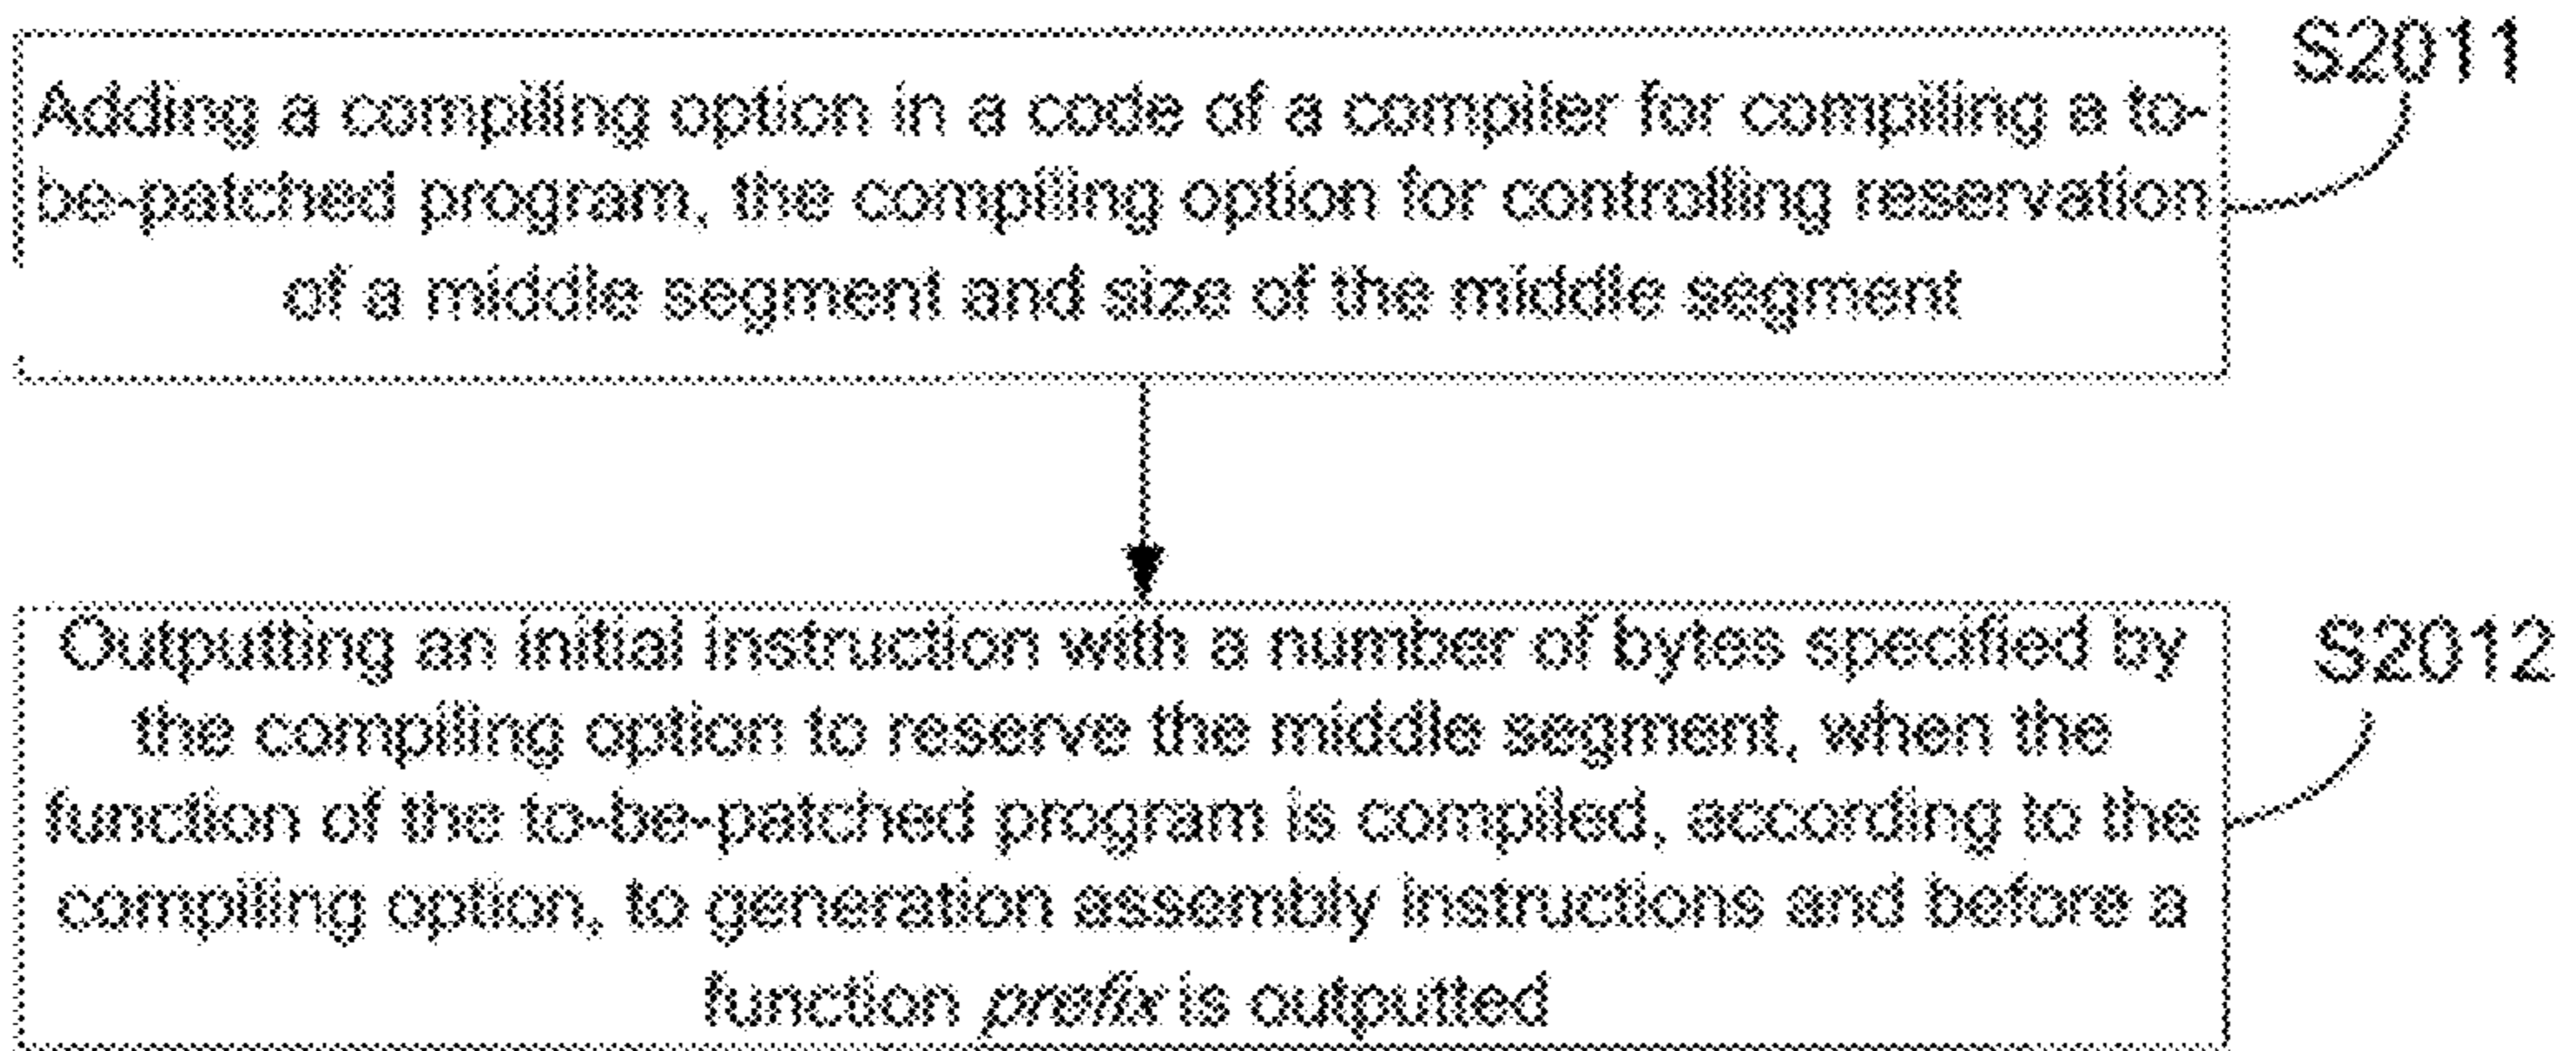 S2011
Adding a compiling option in a code of a compiler for compiling a to-
be-patched program, the compiling option for controlling reservation
of a middle segment and size of the middle segment
Outputting an initial instruction with a number of bytes specified by
S2012
the compiling option to reserve the middle segment, when the
function of the to-be-patched program is compiled, according to the
compiling option, to generation assembly instructions and before a
function prefix is outputted